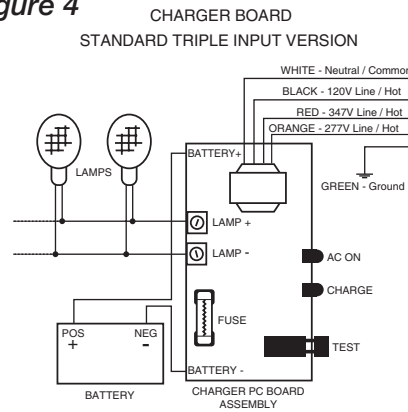 gure 4
CHARGER BOARD
STANDARD TRIPLE INPUT VERSION
WHITE - Neutral / Common
BLACK - 120V Line / Hot
RED - 347V Line / Hot
ORANGE - 277V Line / Hot
BATTERY+
LAMPS
GREEN - Ground
LAMP +
LAMP -
AC ON
CHARGE
FUSE
POS
+
NEG
-
TEST
BATTERY -
BATTERY
CHARGER PC BOARD
ASSEMBLY